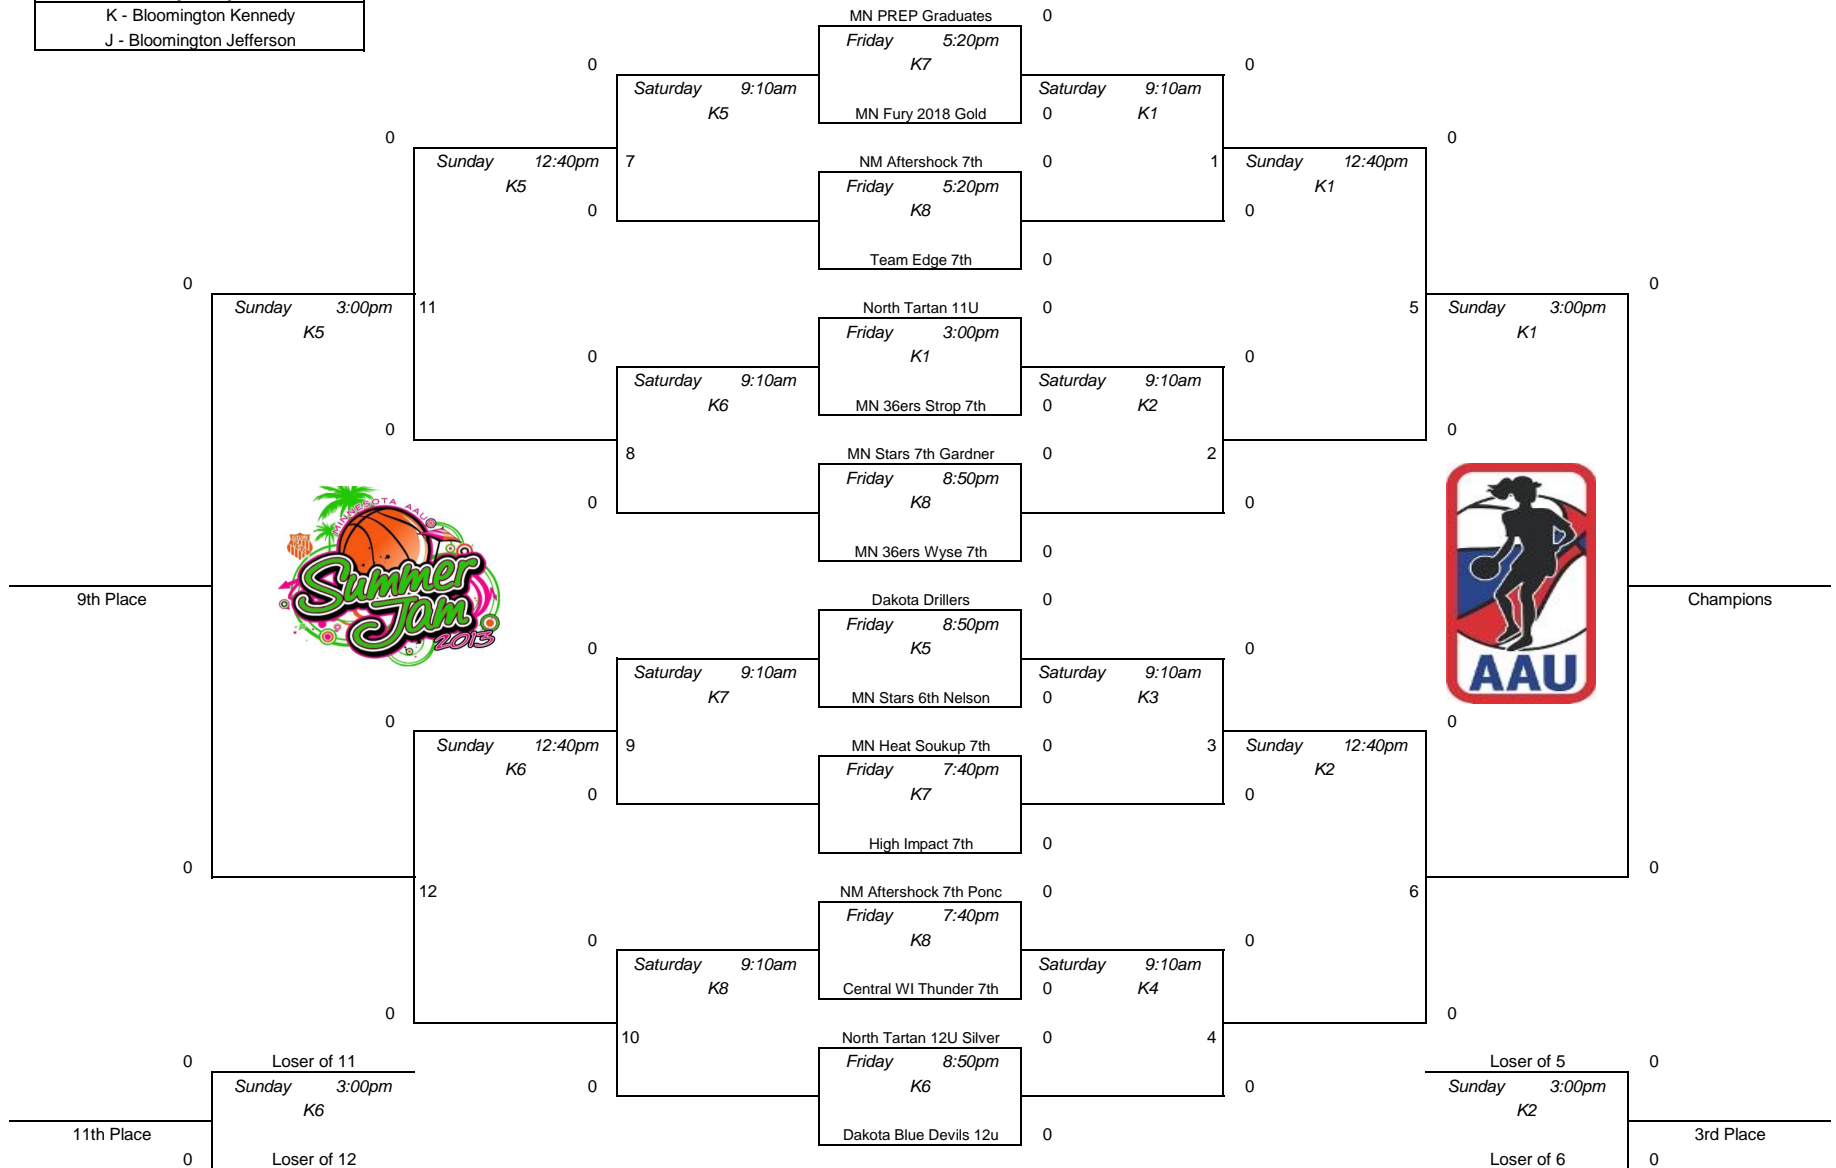 K - Bloomington Kennedy
J - Bloomington Jefferson
MN PREP Graduates 0
Friday 5:20pm
K7
0 0
Saturday 9:10am Saturday 9:10am
K5 MN Fury 2018 Gold 0 K1
0 0
Sunday 12:40pm 7 NM Aftershock 7th 0 1 Sunday 12:40pm
K5 Friday 5:20pm K1
0 K8 0
Team Edge 7th 0
0 0
Sunday 3:00pm 11 North Tartan 11U 0 5 Sunday 3:00pm
K5 Friday 3:00pm K1
0 K1 0
Saturday 9:10am Saturday 9:10am
K6 MN 36ers Strop 7th 0 K2
0 0
8 MN Stars 7th Gardner 0 2
Friday 8:50pm
0 K8 0
MN 36ers Wyse 7th 0
MINNESOTA AAU
Summer
Jam
2013
AAU
9th Place Dakota Drillers 0 Champions
Friday 8:50pm
0 K5 0
Saturday 9:10am Saturday 9:10am
K7 MN Stars 6th Nelson 0 K3
0 0
Sunday 12:40pm 9 MN Heat Soukup 7th 0 3 Sunday 12:40pm
K6 Friday 7:40pm K2
0 K7 0
High Impact 7th 0
0 0
12 NM Aftershock 7th Ponc 0 6
Friday 7:40pm
0 K8 0
Saturday 9:10am Saturday 9:10am
K8 Central WI Thunder 7th 0 K4
0 0
10 North Tartan 12U Silver 0 4
0 Loser of 11 Friday 8:50pm Loser of 5 0
Sunday 3:00pm 0 K6 0 Sunday 3:00pm
K6 K2
11th Place Dakota Blue Devils 12u 0 3rd Place
0 Loser of 12 Loser of 6 0